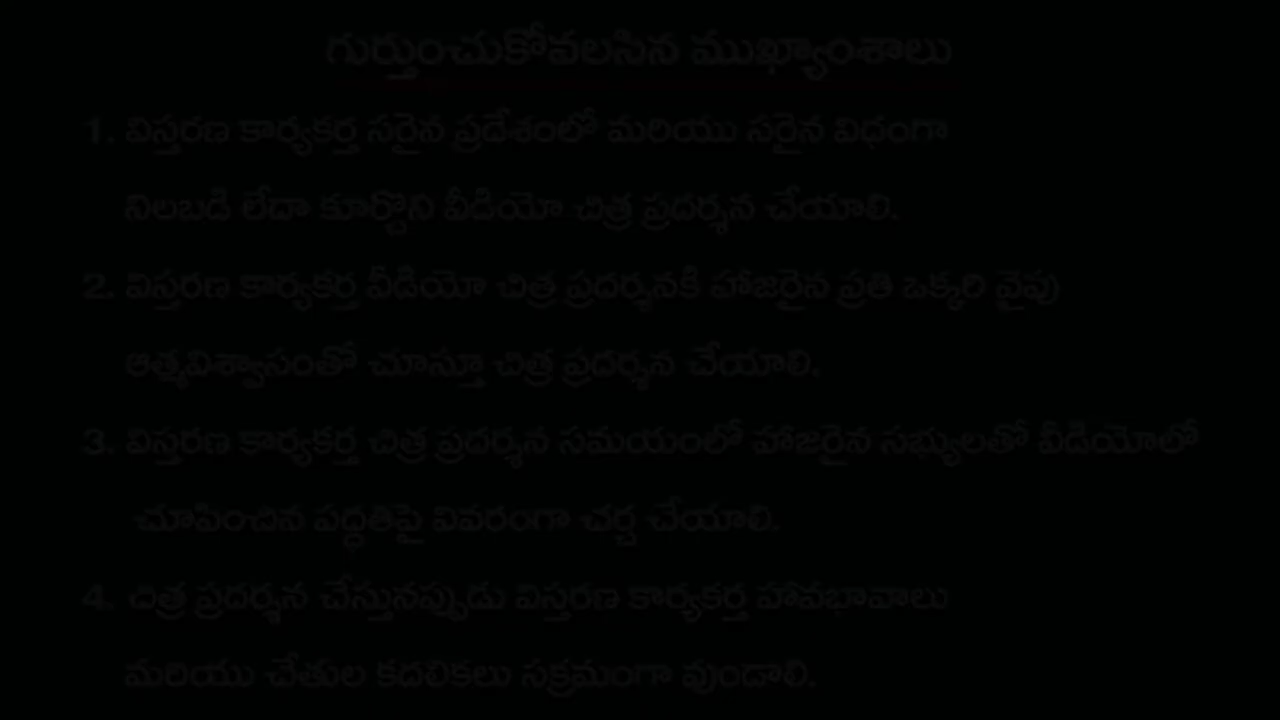 గుర్తుంచుకోవలసిన ముఖ్యాంశాలు
1. విస్తరణ కార్యకర్త సరైన ప్రదేశంలో మరియు సరైన విధంగా
నిలబడి లేదా కూర్చొని వీడియో చిత్ర ప్రదర్శన చేయాలి.
2. విస్తరణ కార్యకర్త వీడియో చిత్ర ప్రదర్శనకి హాజరైన ప్రతి ఒక్కరి వైపు
ఆత్మవిశ్వాసంతో చూస్తూ చిత్ర ప్రదర్శన చేయాలి.
3. విస్తరణ కార్యకర్త చిత్ర ప్రదర్శన సమయంలో హాజరైన సభ్యులతో వీడియోలో
చూపించిన పద్ధతిపై వివరంగా చర్చ చేయాలి.
4. చిత్ర ప్రదర్శన చేస్తునప్పుడు విస్తరణ కార్యకర్త హావభావాలు
మరియు చేతుల కదలికలు సక్రమంగా వుండాలి.